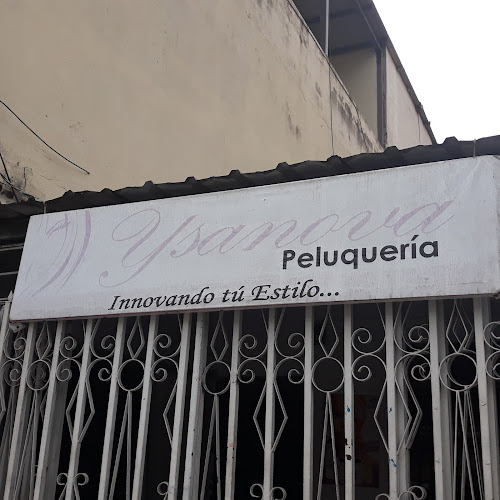 Ysanova
Peluquería
Innovando tú Estilo...